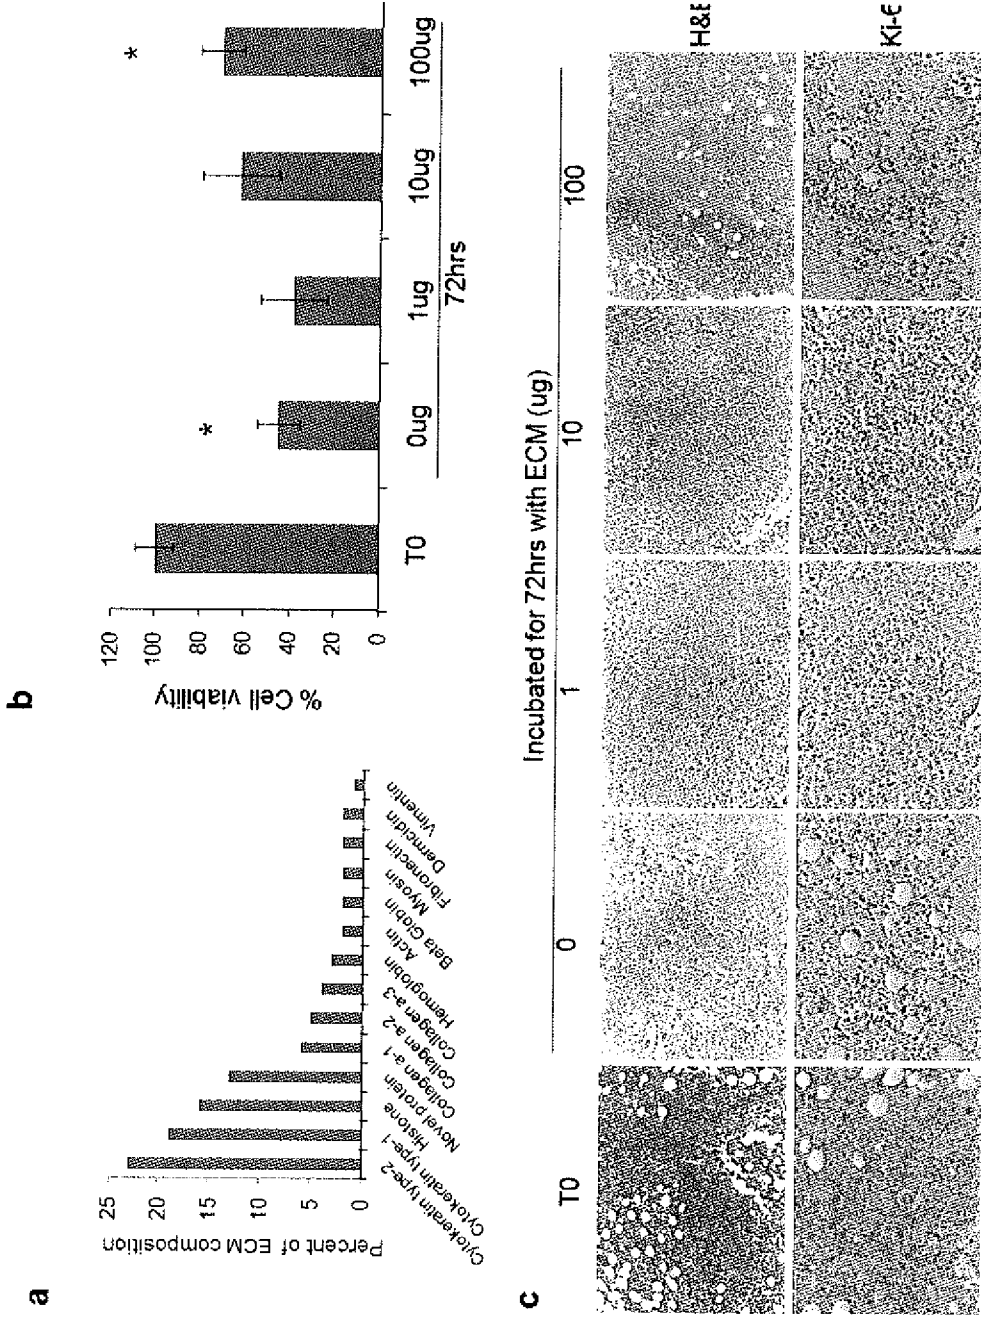 a
Percent of ECM composition
25
20
15
10
5
0
Cytokeratin type-2
Cytokeratin type-1
Histone
Novel protein
Collagen a-1
Collagen a-2
Collagen a-3
Hemoglobin
Actin
Beta Globin
Myosin
Fibronectin
Dermcidin
Vimentin
b
% Cell viability
120
100
80
60
40
20
0
* *
T0 0ug 1ug 10ug 100ug
72hrs
c
Incubated for 72hrs with ECM (ug)
T0 0 1 10 100
H&E
Ki-6